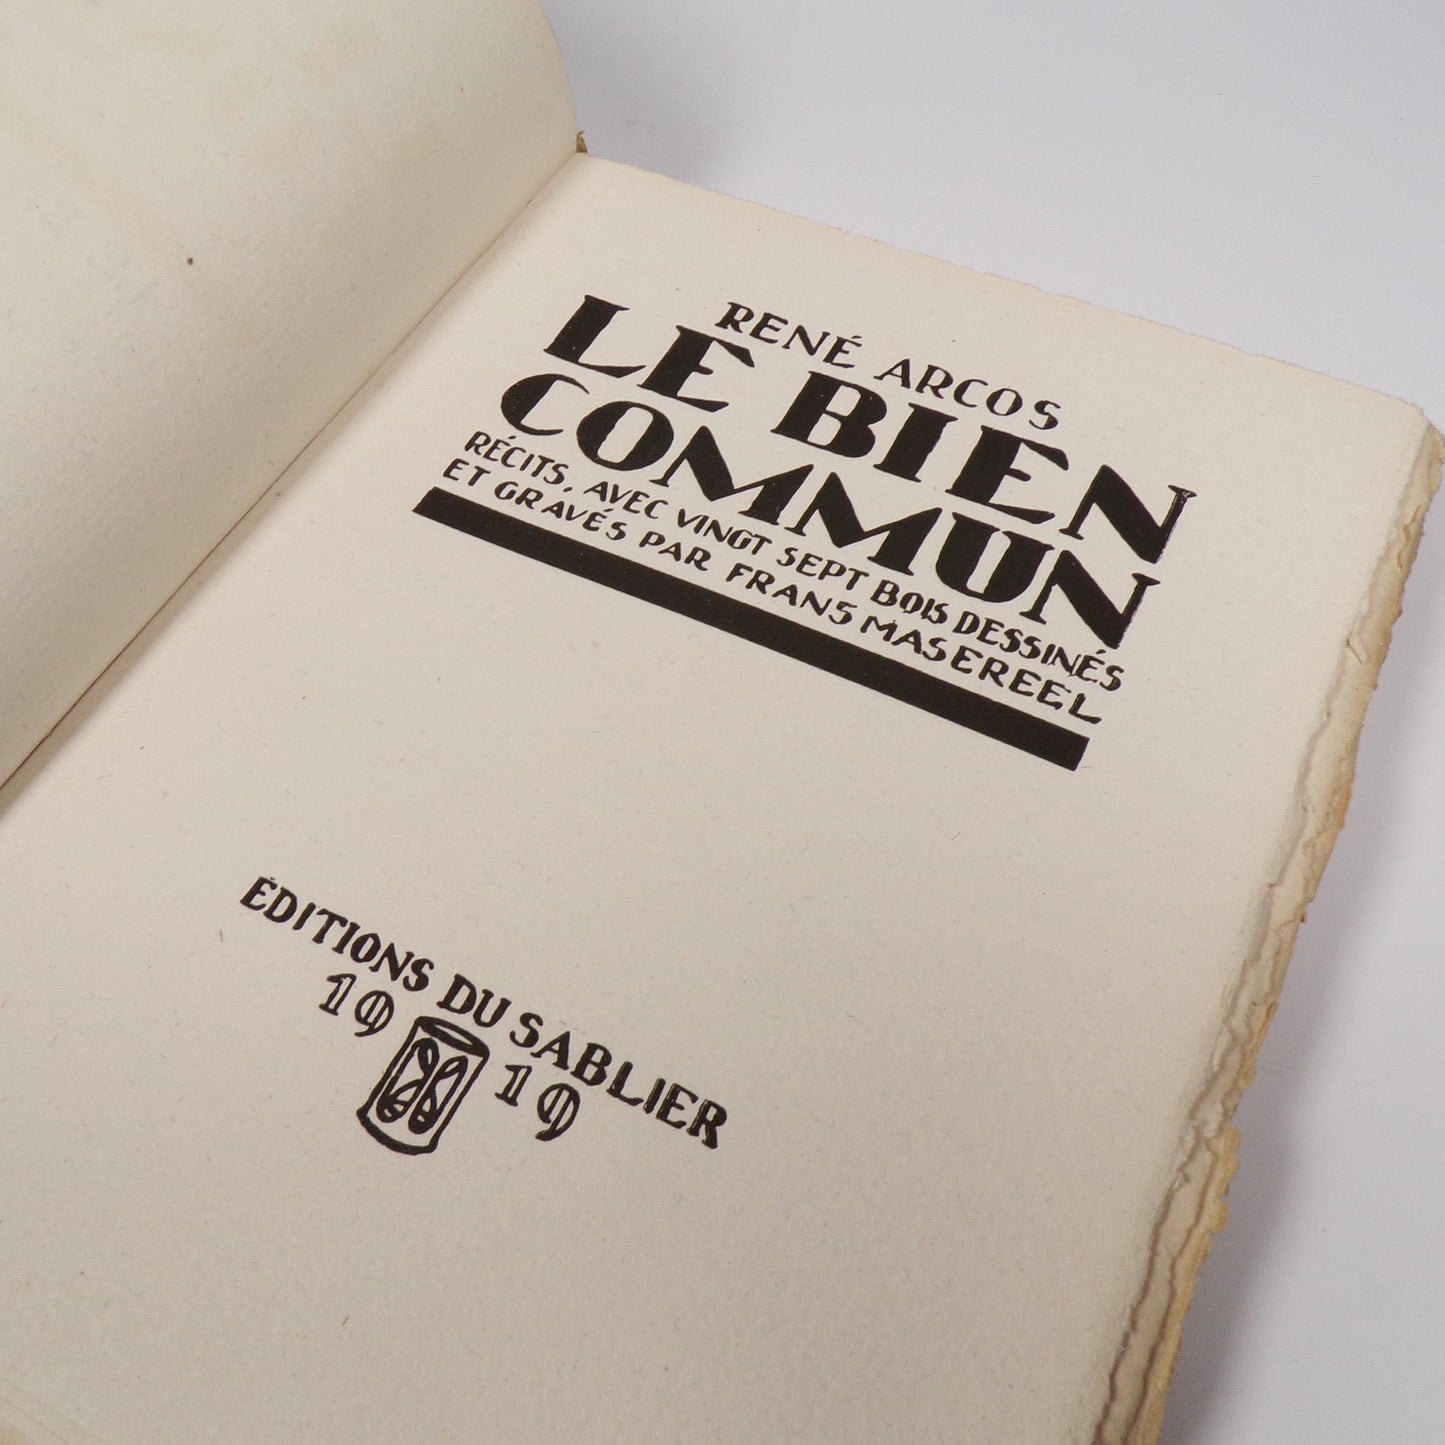 RENÉ ARCOS
LE BIEN
COMMUN
RÉCITS, AVEC VINGT SEPT BOIS DESSINÉS
ET GRAVÉS PAR FRANS MASEREEL
ÉDITIONS DU SABLIER
19 19